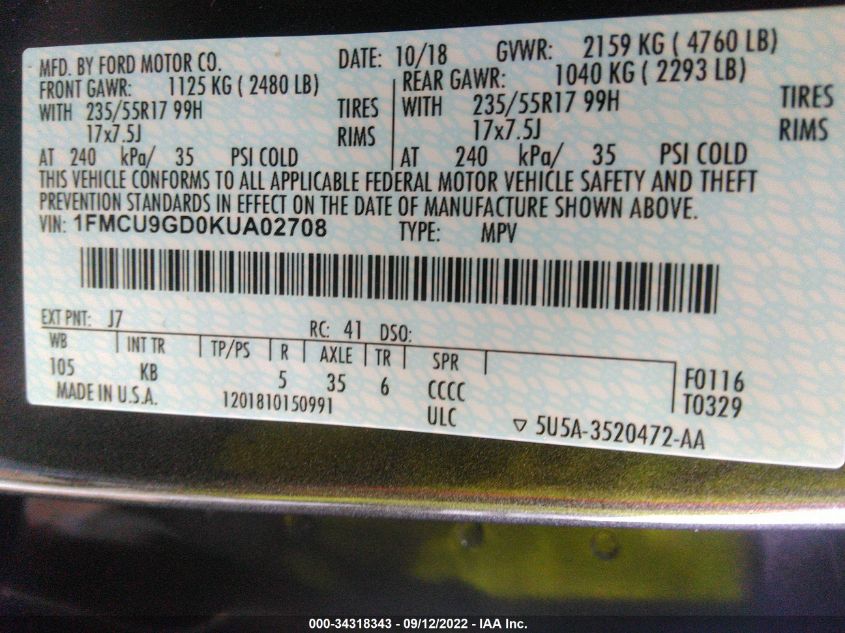 MFD. BY FORD MOTOR CO. DATE: 10/18 GVWR: 2159 KG ( 4760 LB)
FRONT GAWR: 1125 KG ( 2480 LB) REAR GAWR: 1040 KG ( 2293 LB)
WITH 235/55R17 99H TIRES WITH 235/55R17 99H TIRES
17x7.5J RIMS 17x7.5J RIMS
AT 240 kPa/ 35 PSI COLD AT 240 kPa/ 35 PSI COLD
THIS VEHICLE CONFORMS TO ALL APPLICABLE FEDERAL MOTOR VEHICLE SAFETY AND THEFT
PREVENTION STANDARDS IN EFFECT ON THE DATE OF MANUFACTURE SHOWN ABOVE.
VIN: 1FMCU9GD0KUA02708 TYPE: MPV
EXT PNT: J7 RC: 41 DSO:
WB INT TR TP/PS R AXLE TR SPR
105 KB 5 35 6 CCCC F0116
MADE IN U.S.A. 1201810150991 ULC T0329
▽ 5U5A-3520472-AA
000-34318343 - 09/12/2022 - IAA Inc.